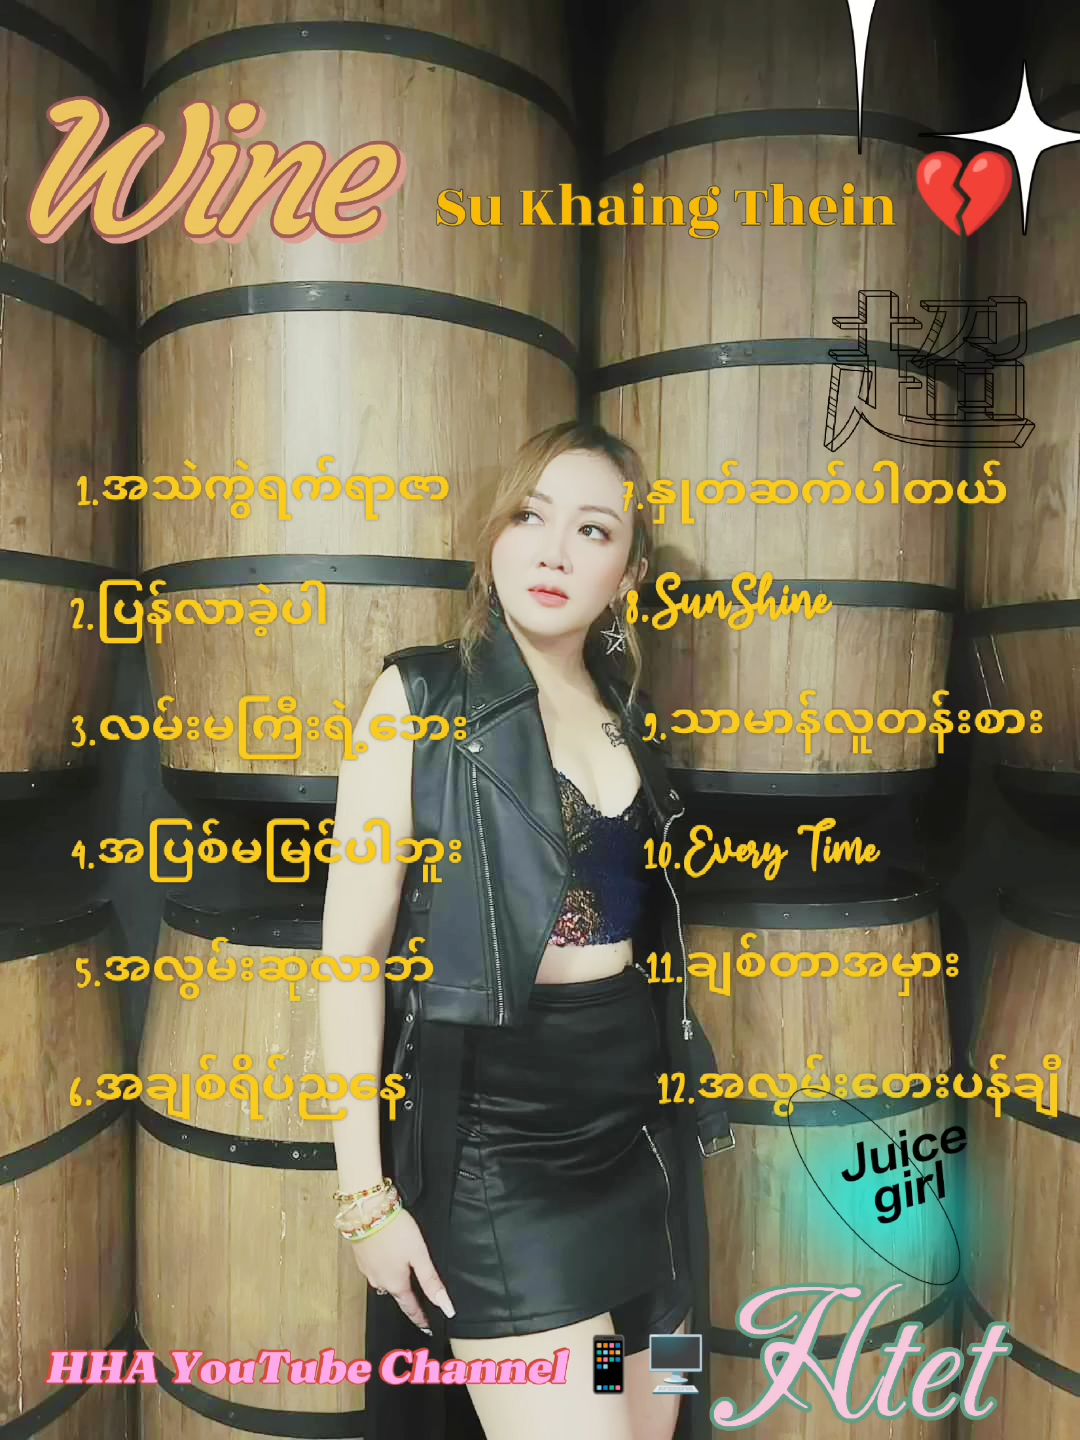 Wine
Su Khaing Thein 💔
超
1.အသဲကွဲရက်ရာဇာ
2.ပြန်လာခဲ့ပါ
3.လမ်းမကြီးရဲ့ဘေး
4.အပြစ်မမြင်ပါဘူး
5.အလွမ်းဆုလာဘ်
6.အချစ်ရိပ်ညနေ
7.နှုတ်ဆက်ပါတယ်
8.SunShine
9.သာမာန်လူတန်းစား
10.Every Time
11.ချစ်တာအမှား
12.အလွမ်းတေးပန်ချီ
Juice
girl
HHA YouTube Channel 📱🖥️
Htet